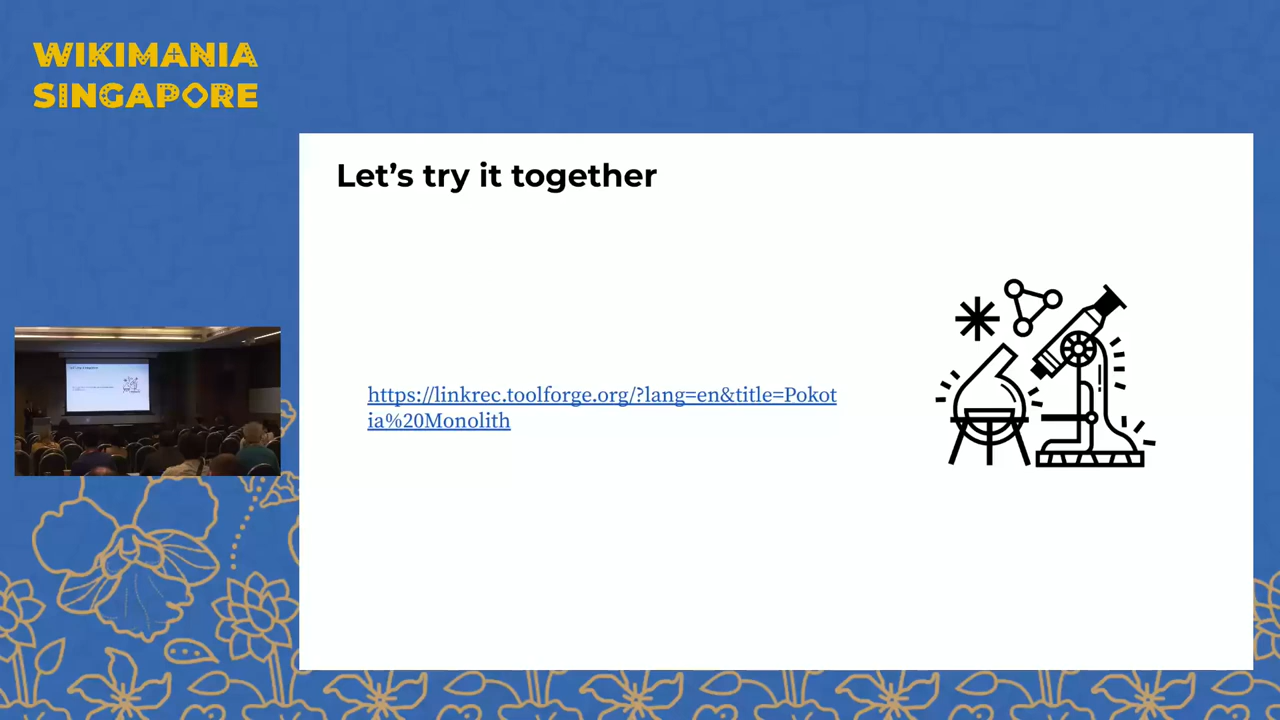 WIKIMANIA
SINGAPORE
Let's try it together
https://linkrec.toolforge.org/?lang=en&title=Pokot
ia%20Monolith